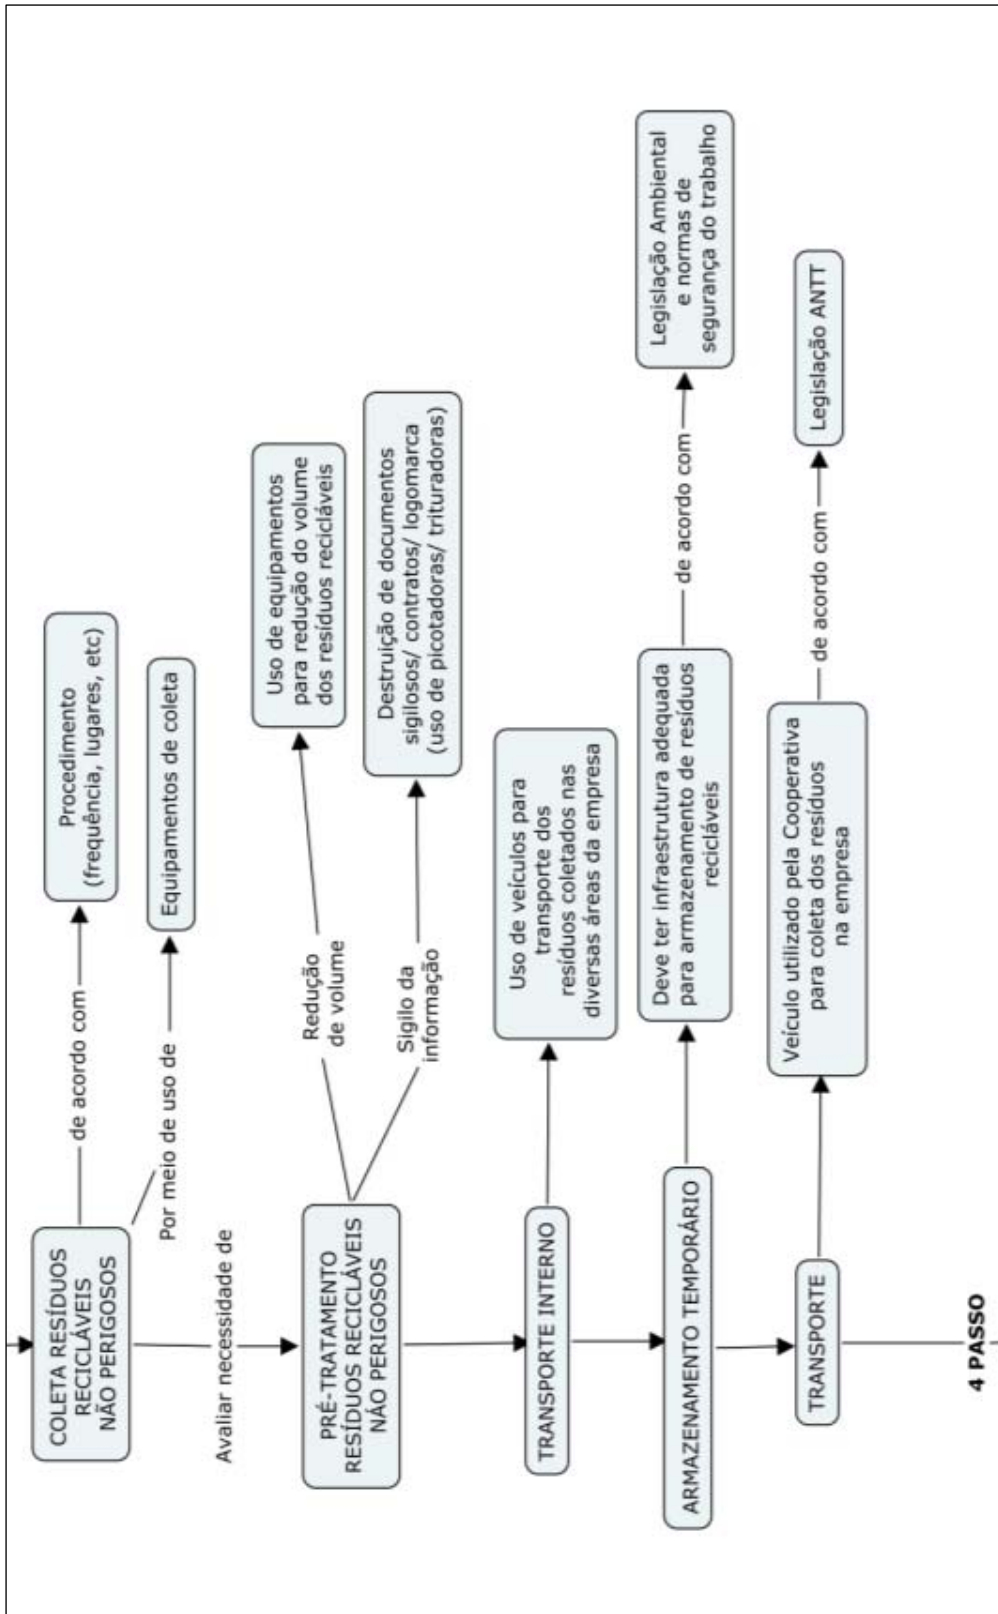 COLETA RESÍDUOS
RECICLÁVEIS
NÃO PERIGOSOS
de acordo com
Procedimento
(frequência, lugares, etc)
Por meio de uso de
Equipamentos de coleta
Avaliar necessidade de
PRÉ-TRATAMENTO
RESÍDUOS RECICLÁVEIS
NÃO PERIGOSOS
Redução
de volume
Uso de equipamentos
para redução do volume
dos resíduos recicláveis
Sigilo da
informação
Destruição de documentos
sigilosos/ contratos/ logomarca
(uso de picotadoras/ trituradoras)
TRANSPORTE INTERNO
Uso de veículos para
transporte dos
resíduos coletados nas
diversas áreas da empresa
ARMAZENAMENTO TEMPORÁRIO
Deve ter infraestrutura adequada
para armazenamento de resíduos
recicláveis
de acordo com
Legislação Ambiental
e normas de
segurança do trabalho
TRANSPORTE
Veículo utilizado pela Cooperativa
para coleta dos resíduos
na empresa
de acordo com
Legislação ANTT
4 PASSO